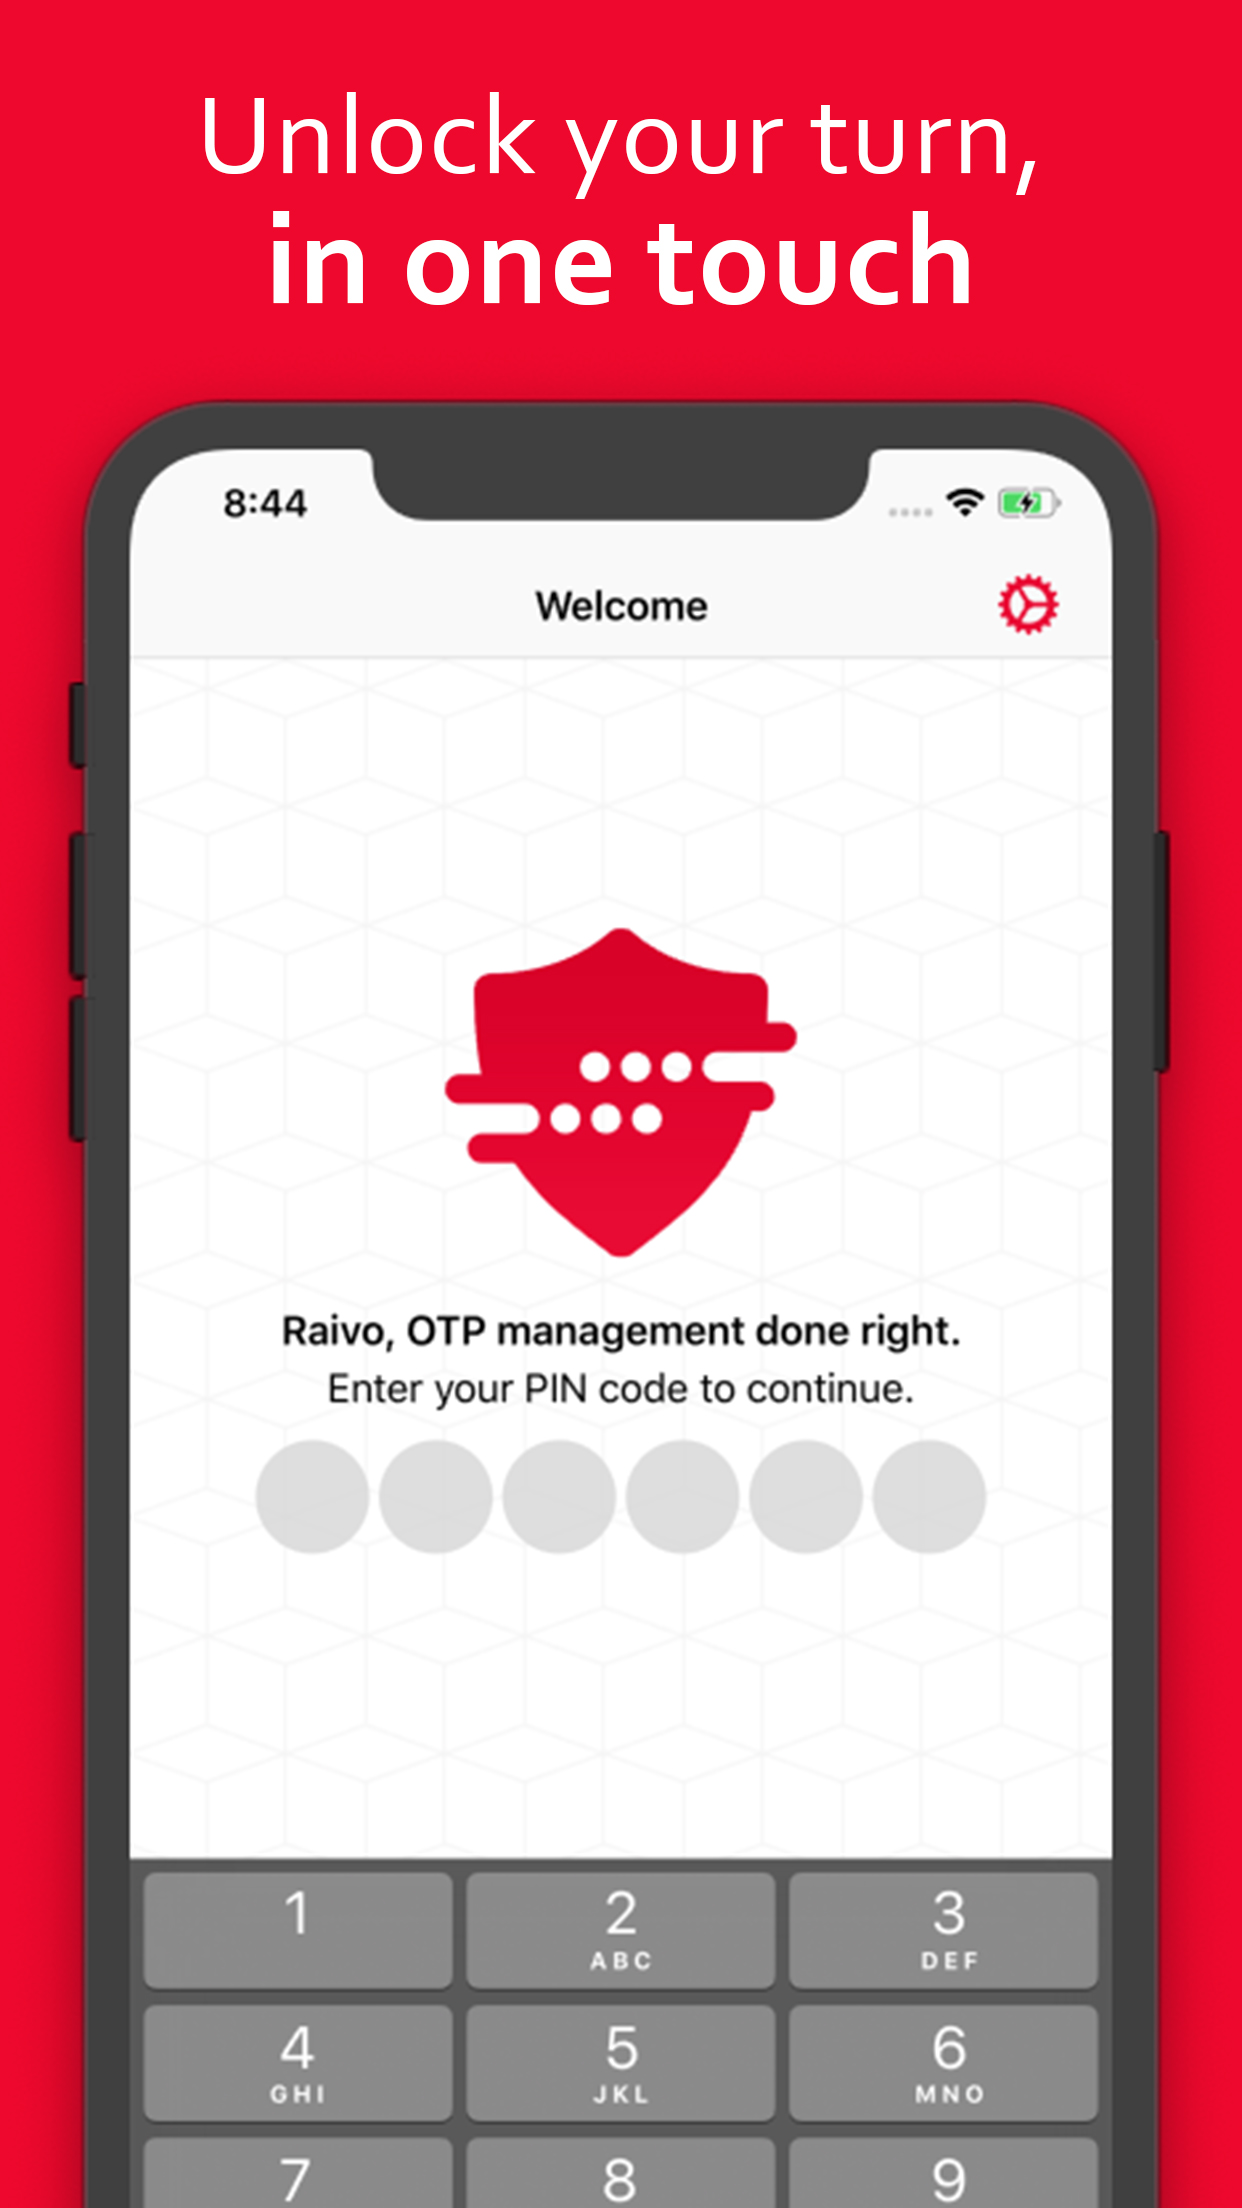 Unlock your turn,
in one touch
8:44
Welcome
Raivo, OTP management done right.
Enter your PIN code to continue.
1
2
3
ABC
DEF
4
5
6
GHI
JKL
MNO
7
8
9